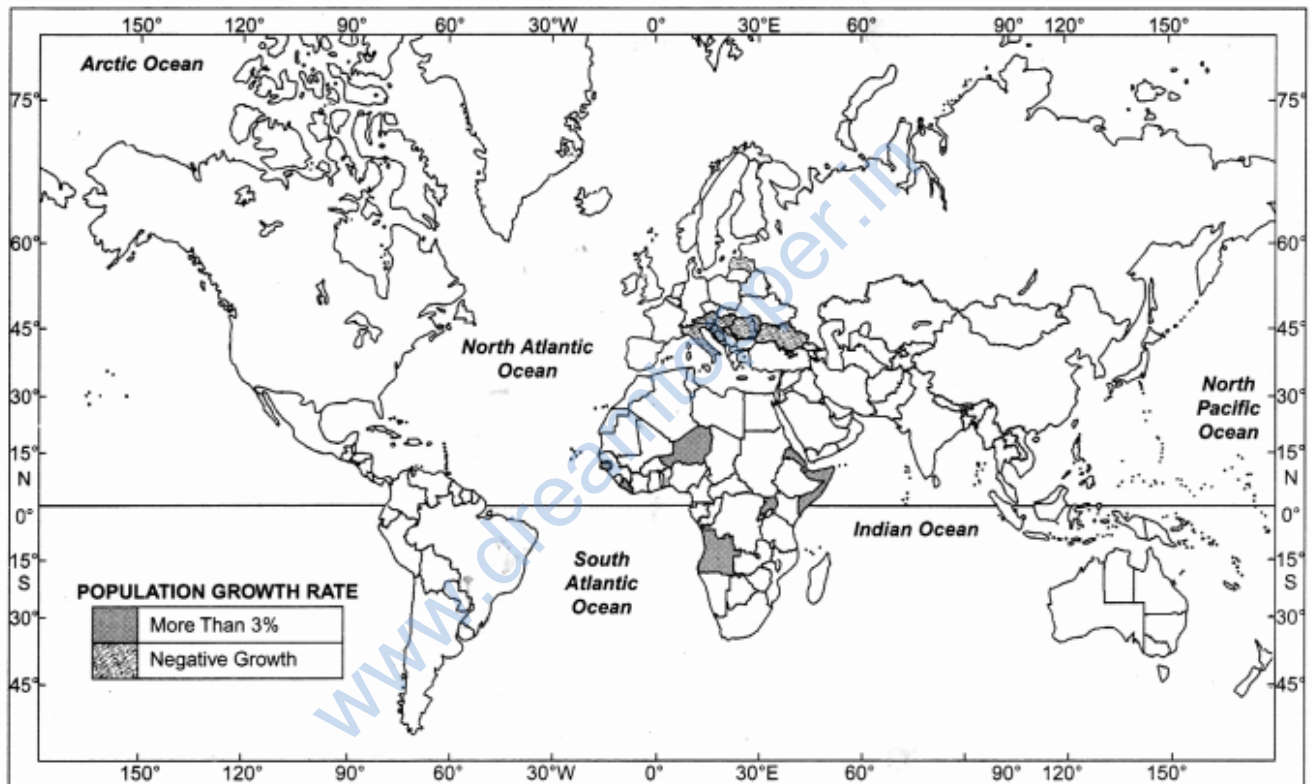 150° 120° 90° 60° 30°W 0° 30°E 60° 90° 120° 150°
Arctic Ocean
75° 75°
60° 60°
45° 45°
North Atlantic
Ocean
North
Pacific
Ocean
30° 30°
15° 15°
N N
0° 0°
Indian Ocean
15° 15°
S S
South
Atlantic
Ocean
POPULATION GROWTH RATE
More Than 3%
Negative Growth
30° 30°
45° 45°
150° 120° 90° 60° 30°W 0° 30°E 60° 90° 120° 150°
www.dreamtopper.in